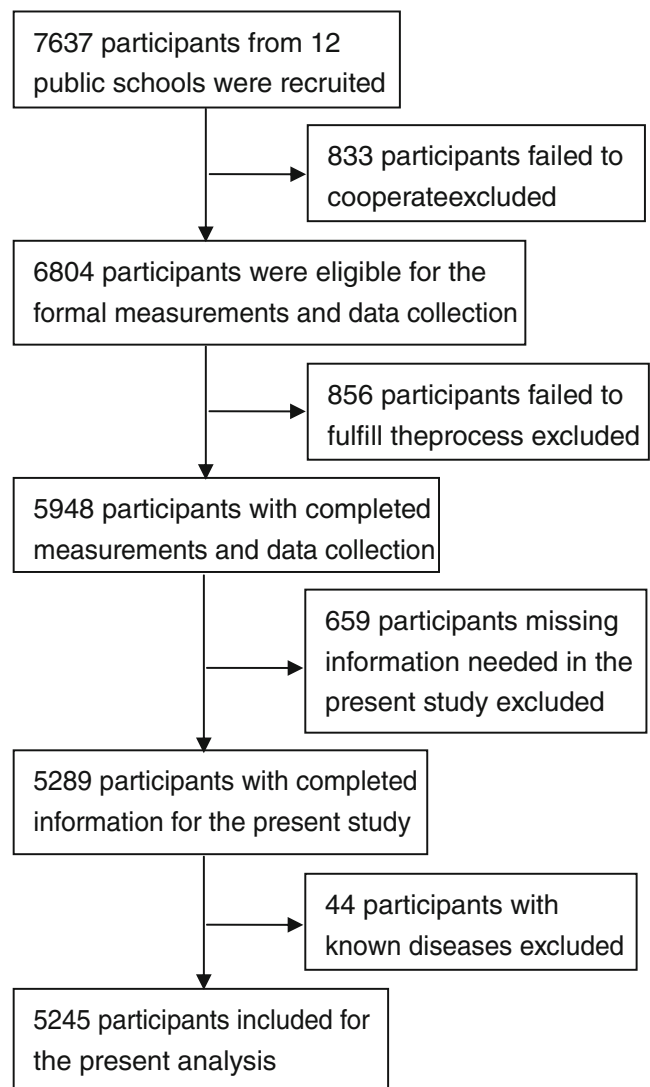 7637 participants from 12
public schools were recruited
833 participants failed to
cooperateexcluded
6804 participants were eligible for the
formal measurements and data collection
856 participants failed to
fulfill theprocess excluded
5948 participants with completed
measurements and data collection
659 participants missing
information needed in the
present study excluded
5289 participants with completed
information for the present study
44 participants with
known diseases excluded
5245 participants included for
the present analysis